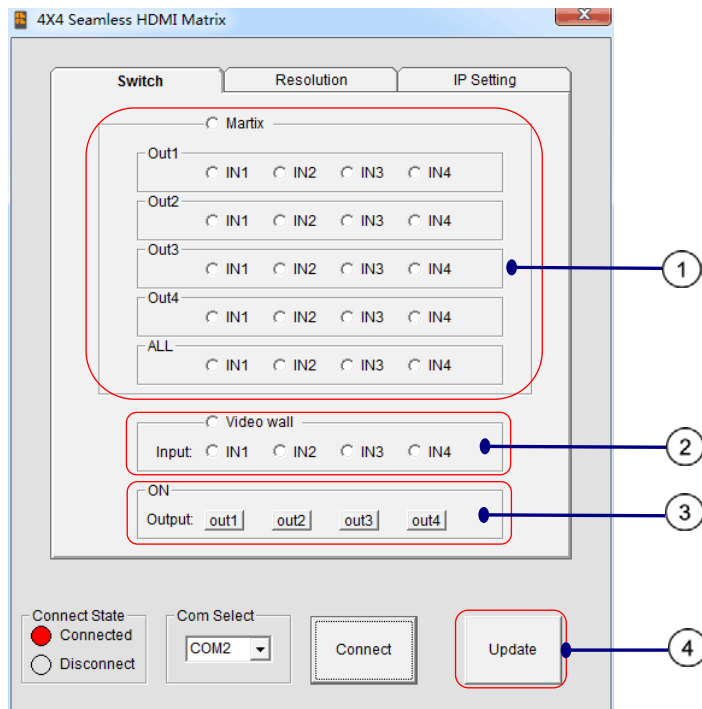 4X4 Seamless HDMI Matrix
X
Switch Resolution IP Setting
Martix
Out1
IN1 IN2 IN3 IN4
Out2
IN1 IN2 IN3 IN4
Out3
IN1 IN2 IN3 IN4
1
Out4
IN1 IN2 IN3 IN4
ALL
IN1 IN2 IN3 IN4
Video wall
Input: IN1 IN2 IN3 IN4
2
ON
Output: out1 out2 out3 out4
3
Connect State
Connected
Disconnect
Com Select
COM2
Connect
Update
4